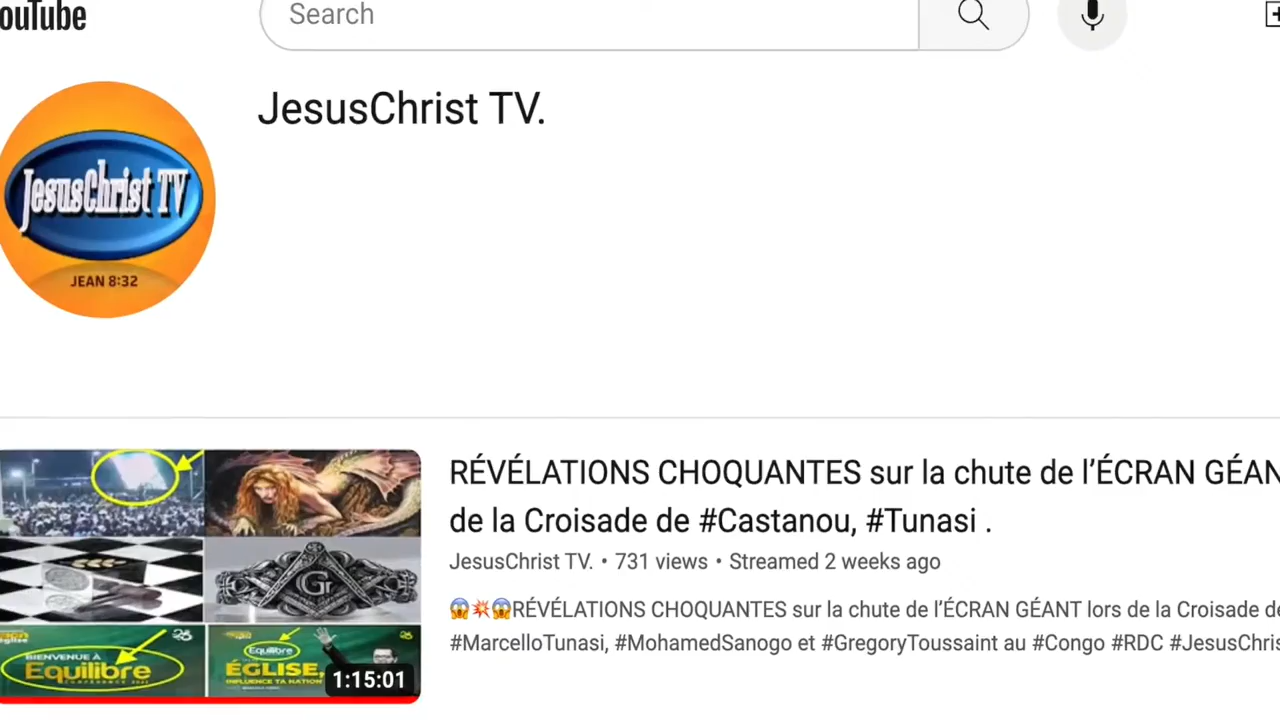 ouTube
Search
JesusChrist TV
JEAN 8:32
JesusChrist TV.
RÉVÉLATIONS CHOQUANTES sur la chute de l’ÉCRAN GÉAN
de la Croisade de #Castanou, #Tunasi .
JesusChrist TV. • 731 views • Streamed 2 weeks ago
😱💥😱RÉVÉLATIONS CHOQUANTES sur la chute de l’ÉCRAN GÉANT lors de la Croisade de
#MarcelloTunasi, #MohamedSanogo et #GregoryToussaint au #Congo #RDC #JesusChris
G
BIENVENUE À
Equilibre
Equilibre
ÉGLISE,
INFLUENCE TA NATION
1:15:01